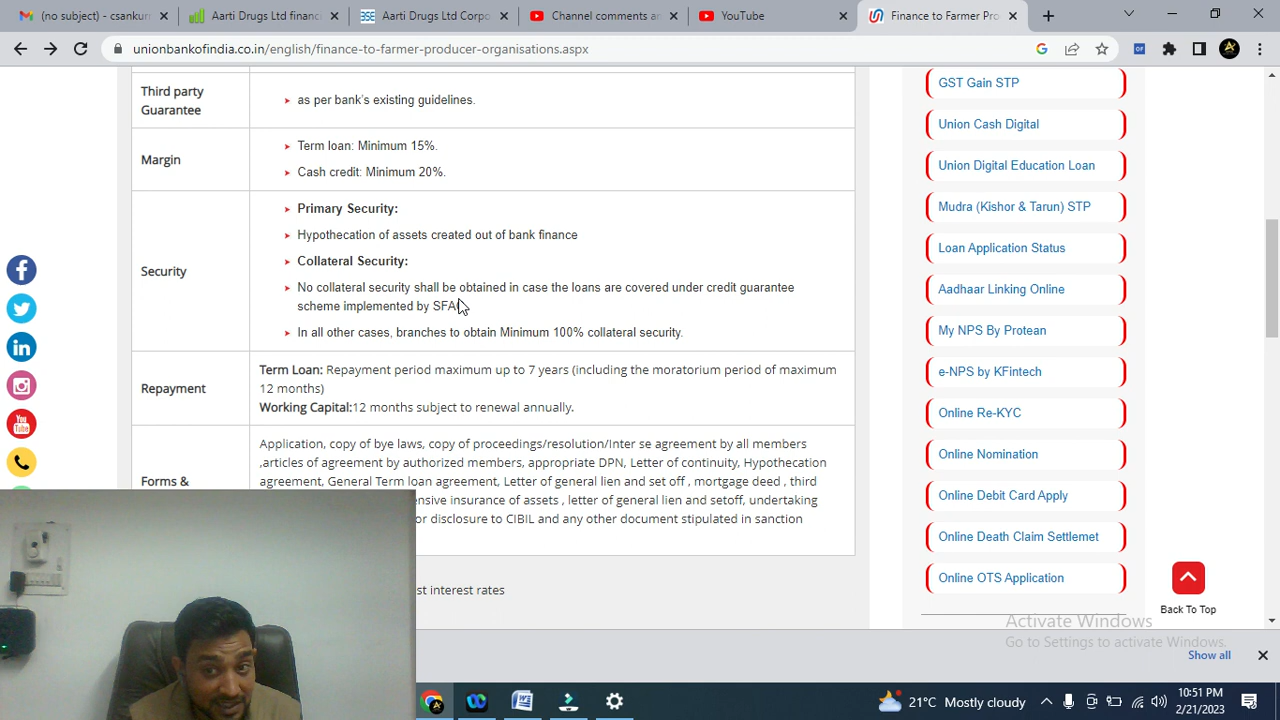 (no subject) - csankurr
Aarti Drugs Ltd financ
Aarti Drugs Ltd Corpo
Channel comments an
YouTube
Finance to Farmer Pro
unionbankofindia.co.in/english/finance-to-farmer-producer-organisations.aspx
Third party
Guarantee
as per bank's existing guidelines.
Margin
Term loan: Minimum 15%.
Cash credit: Minimum 20%.
Security
Primary Security:
Hypothecation of assets created out of bank finance
Collateral Security:
No collateral security shall be obtained in case the loans are covered under credit guarantee
scheme implemented by SFAC
In all other cases, branches to obtain Minimum 100% collateral security.
Repayment
Term Loan: Repayment period maximum up to 7 years (including the moratorium period of maximum
12 months)
Working Capital:12 months subject to renewal annually.
Forms &
Application, copy of bye laws, copy of proceedings/resolution/Inter se agreement by all members
,articles of agreement by authorized members, appropriate DPN, Letter of continuity, Hypothecation
agreement, General Term loan agreement, Letter of general lien and set off , mortgage deed , third
ensive insurance of assets , letter of general lien and setoff, undertaking
or disclosure to CIBIL and any other document stipulated in sanction
st interest rates
GST Gain STP
Union Cash Digital
Union Digital Education Loan
Mudra (Kishor & Tarun) STP
Loan Application Status
Aadhaar Linking Online
My NPS By Protean
e-NPS by KFintech
Online Re-KYC
Online Nomination
Online Debit Card Apply
Online Death Claim Settlemet
Online OTS Application
Back To Top
Activate Windows
Go to Settings to activate Windows.
Show all
21°C Mostly cloudy
10:51 PM
2/21/2023